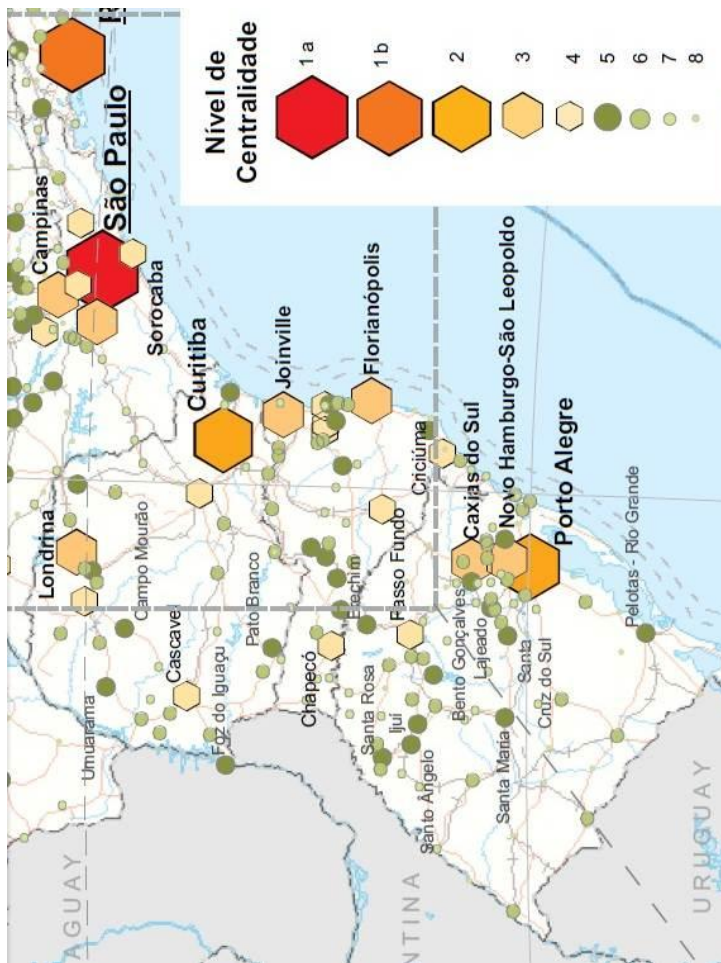 Nível de
Centralidade
1a
1b
2
3
4
5
6
7
8
São Paulo
Campinas
Sorocaba
Curitiba
Joinville
Florianópolis
Londrina
Campo Mourão
Umuarama
Cascave
Foz do Iguaçu
Pato Branco
Chapecó
Erechim
Passo Fundo
Criciúma
Caxias do Sul
Novo Hamburgo-São Leopoldo
Porto Alegre
Bento Gonçalves
Lajeado
Santa
Cruz do Sul
Santa Rosa
Ijuí
Santo Ângelo
Santa Maria
Pelotas - Rio Grande
AGUAY
NTINA
URUGUAY